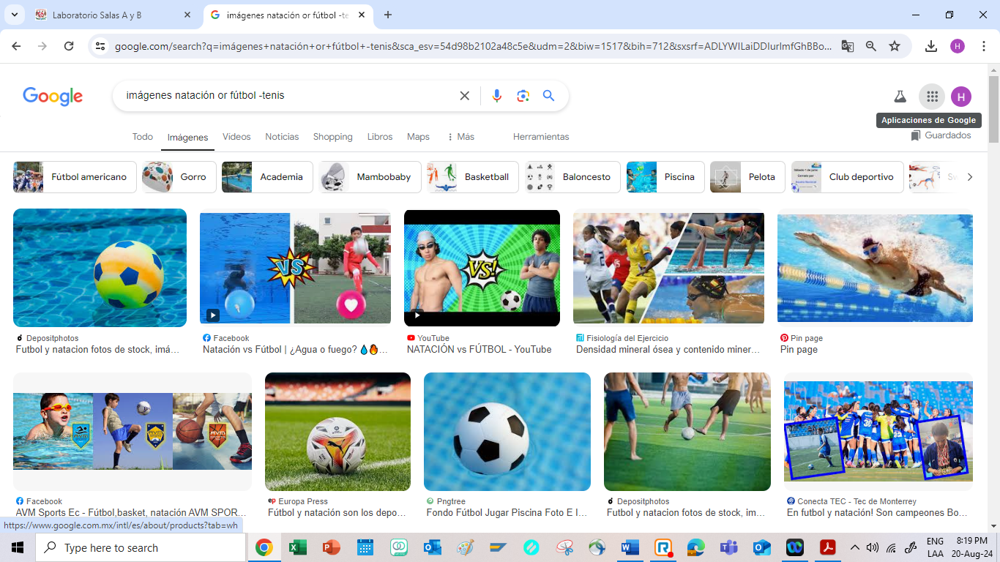 Laboratorio Salas A y B
imágenes natación or fútbol -te
google.com/search?q=imágenes+natación+or+fútbol+-tenis&sca_esv=54d98b2102a48c5e&udm=2&biw=1517&bih=712&sxsrf=ADLYWILaiDDIurlmfGhBBo...
H
Google
imágenes natación or fútbol -tenis
H
Aplicaciones de Google
Todo Imágenes Videos Noticias Shopping Libros Maps Más Herramientas
Guardados
Fútbol americano Gorro Academia Mambobaby Basketball Baloncesto Piscina Pelota Club deportivo
VS
VS!
Depositphotos
Futbol y natacion fotos de stock, imá...
Facebook
Natación vs Fútbol | ¿Agua o fuego? 💧🔥...
YouTube
NATACIÓN vs FÚTBOL - YouTube
Fisiología del Ejercicio
Densidad mineral ósea y contenido miner...
Pin page
Pin page
Facebook
AVM Sports Ec - Fútbol,basket, natación AVM SPOR...
Europa Press
Fútbol y natación son los depo...
Pngtree
Fondo Fútbol Jugar Piscina Foto E I...
Depositphotos
Futbol y natacion fotos de stock, im...
Conecta TEC - Tec de Monterrey
En futbol y natación! Son campeones Bo...
https://www.google.com.mx/intl/es/about/products?tab=wh
Type here to search
ENG
LAA
8:19 PM
20-Aug-24